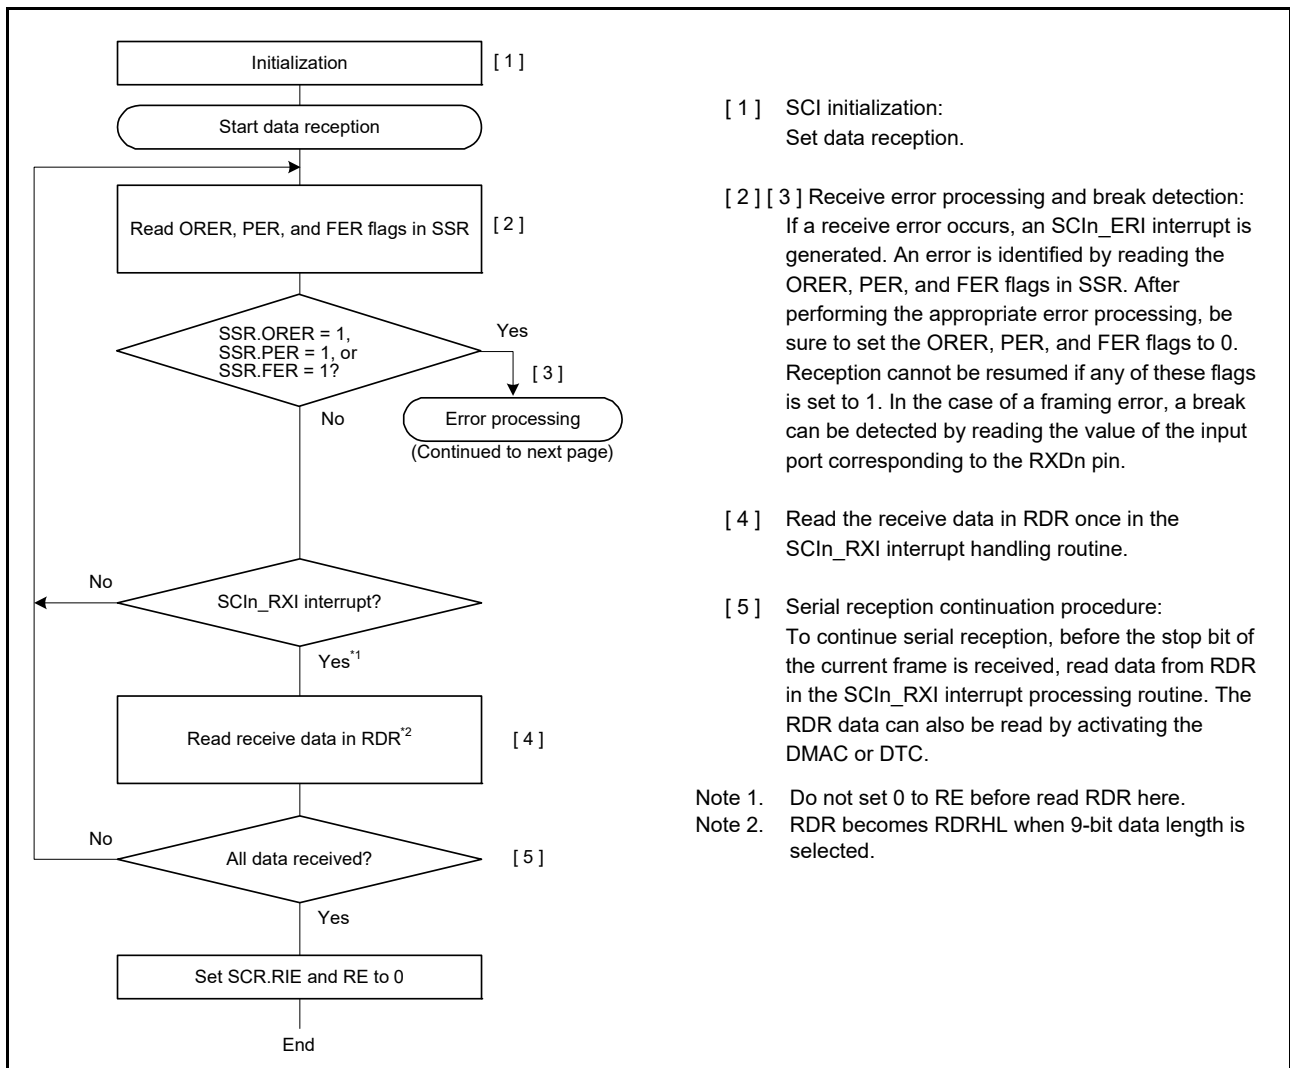 Initialization
[ 1 ]
Start data reception
Read ORER, PER, and FER flags in SSR
[ 2 ]
SSR.ORER = 1,
SSR.PER = 1, or
SSR.FER = 1?
Yes
[ 3 ]
No
Error processing
(Continued to next page)
No
SCIn_RXI interrupt?
Yes*1
Read receive data in RDR*2
[ 4 ]
No
All data received?
[ 5 ]
Yes
Set SCR.RIE and RE to 0
End
[ 1 ] SCI initialization:
Set data reception.
[ 2 ] [ 3 ] Receive error processing and break detection:
If a receive error occurs, an SCIn_ERI interrupt is
generated. An error is identified by reading the
ORER, PER, and FER flags in SSR. After
performing the appropriate error processing, be
sure to set the ORER, PER, and FER flags to 0.
Reception cannot be resumed if any of these flags
is set to 1. In the case of a framing error, a break
can be detected by reading the value of the input
port corresponding to the RXDn pin.
[ 4 ] Read the receive data in RDR once in the
SCIn_RXI interrupt handling routine.
[ 5 ] Serial reception continuation procedure:
To continue serial reception, before the stop bit of
the current frame is received, read data from RDR
in the SCIn_RXI interrupt processing routine. The
RDR data can also be read by activating the
DMAC or DTC.
Note 1. Do not set 0 to RE before read RDR here.
Note 2. RDR becomes RDRHL when 9-bit data length is
selected.